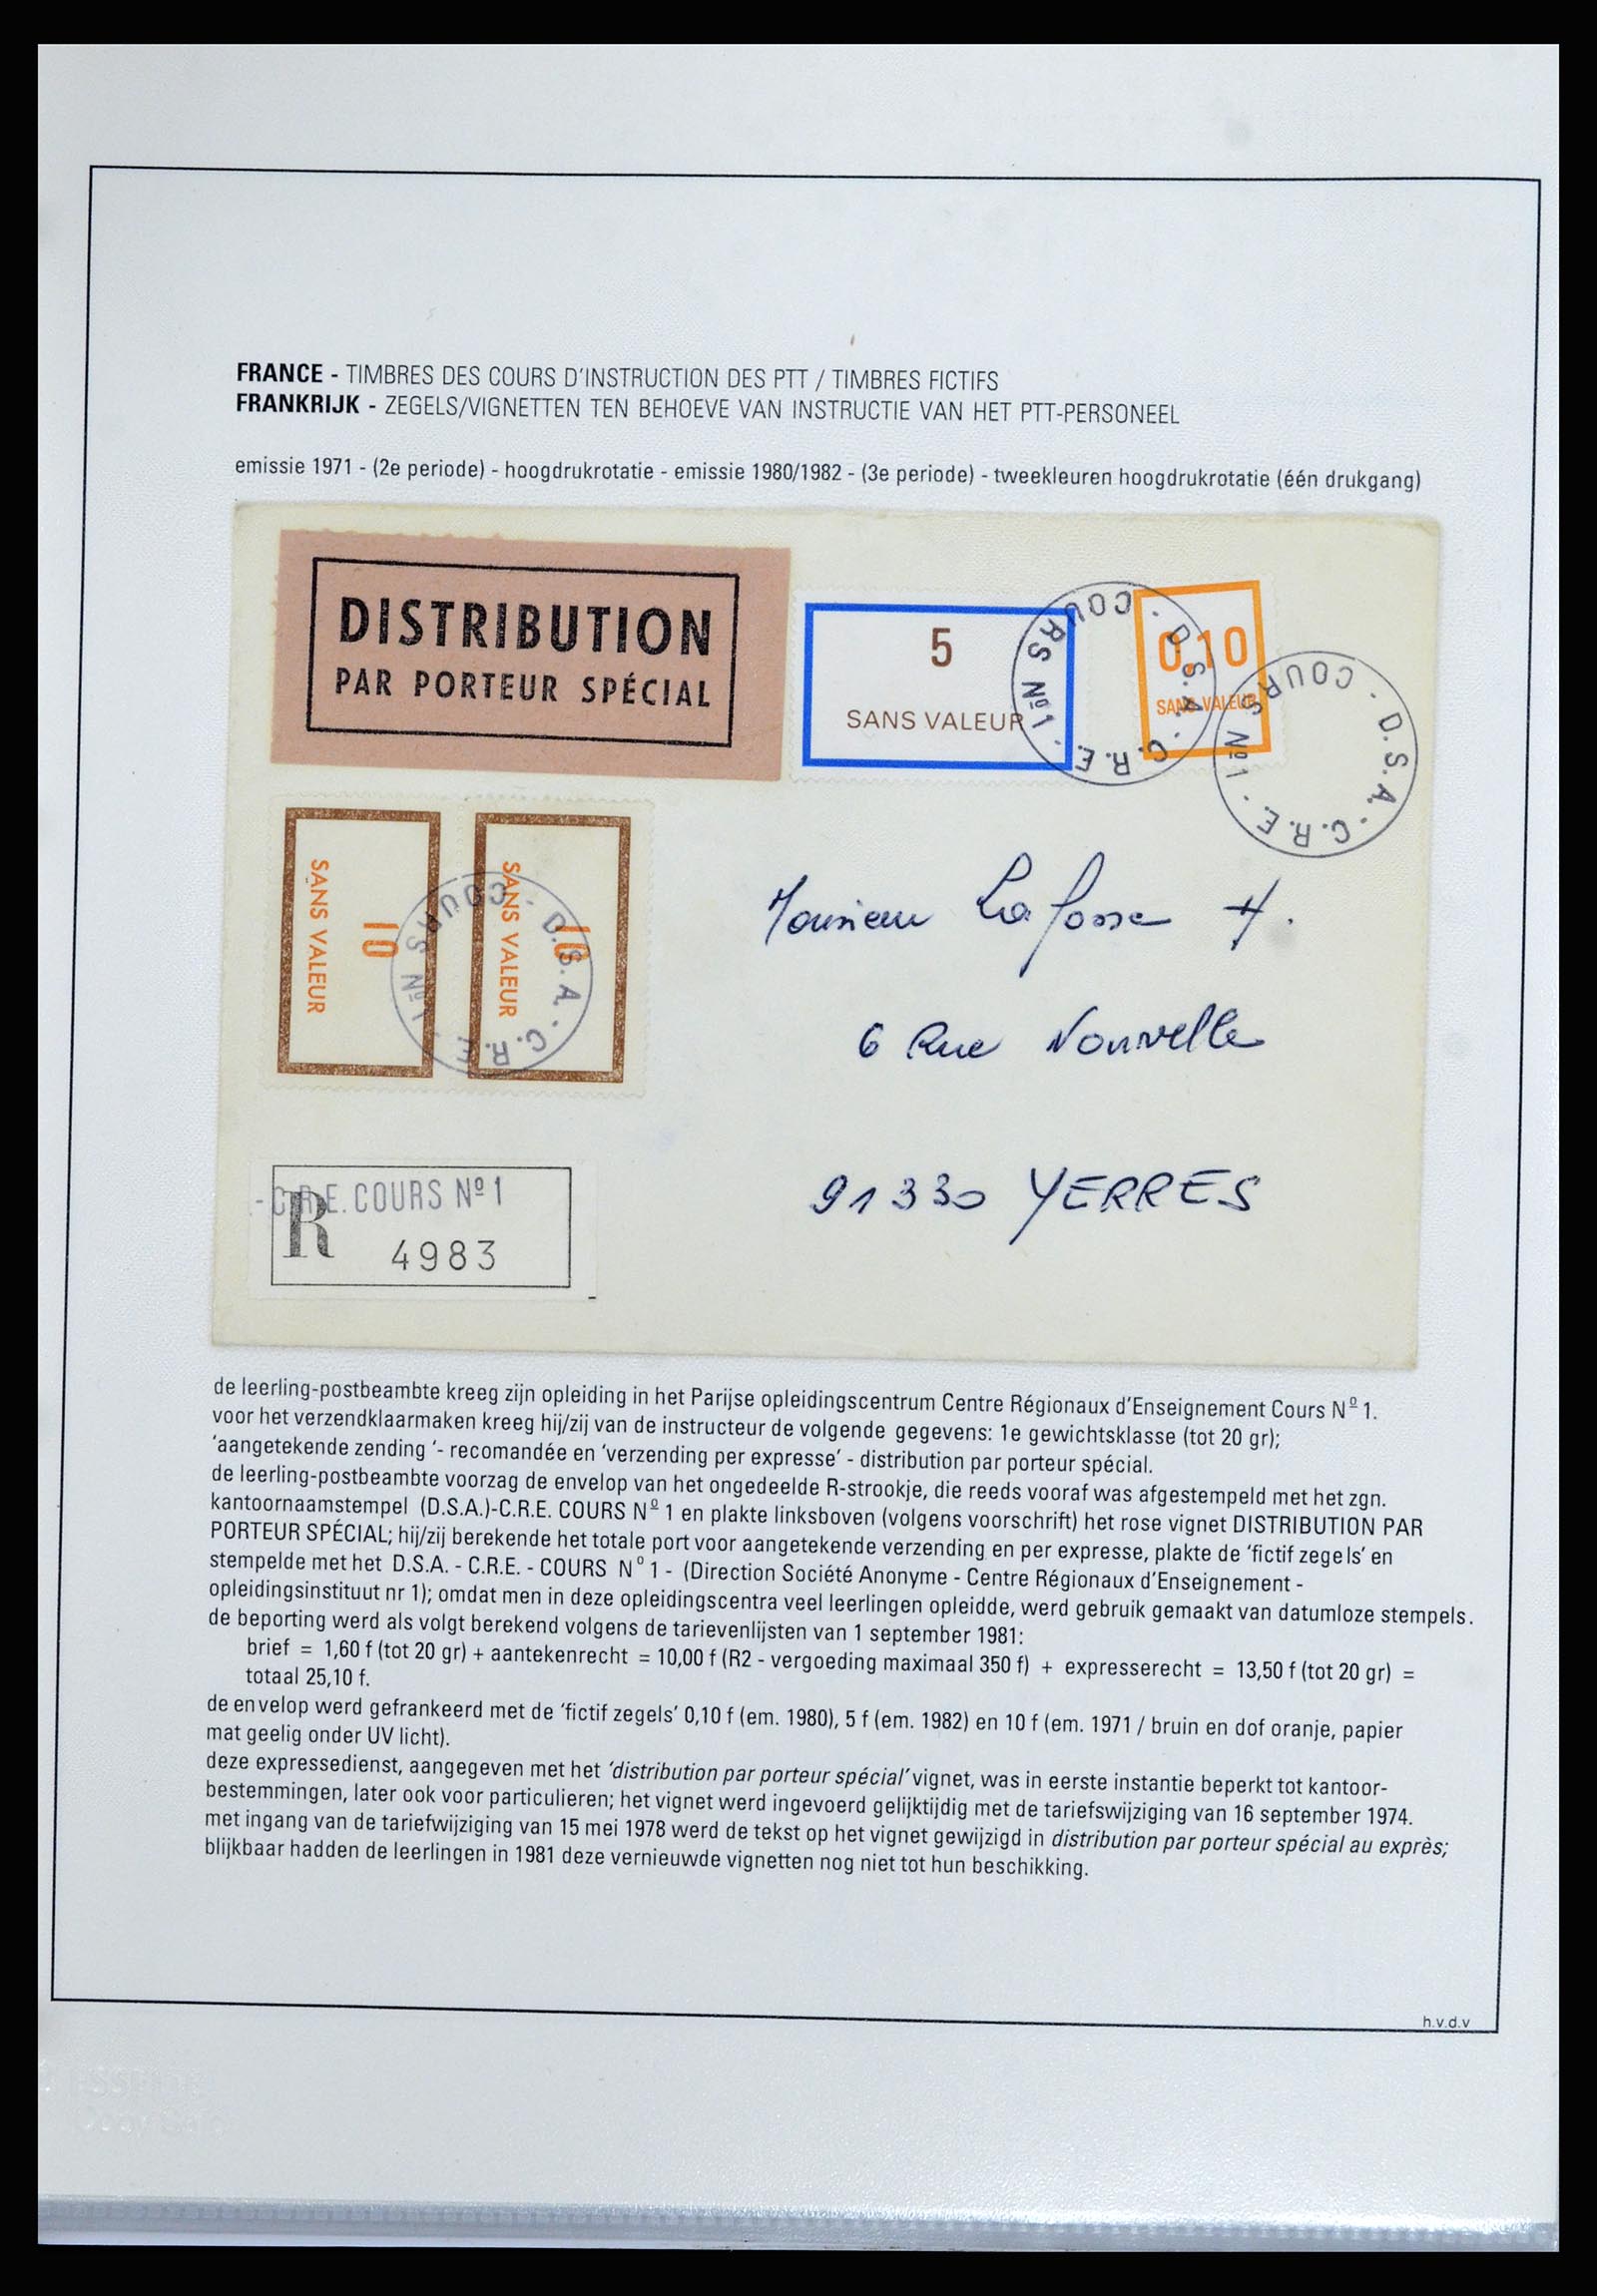 FRANCE - TIMBRES DES COURS D'INSTRUCTION DES PTT / TIMBRES FICTIFS
FRANKRIJK - ZEGELS/VIGNETTEN TEN BEHOEVE VAN INSTRUCTIE VAN HET PTT-PERSONEEL
emissie 1971 - (2e periode) - hoogdrukrotatie - emissie 1980/1982 - (3e periode) - tweekleuren hoogdrukrotatie (één drukgang)
DISTRIBUTION
PAR PORTEUR SPÉCIAL
5
SANS VALEUR
0,10
SANS VALEUR
· D.S.A. · C.R.E. · COURS Nº1
· D.S.A. · C.R.E. · COURS Nº1
10
SANS VALEUR
10
SANS VALEUR
· D.S.A. · C.R.E. · COURS Nº1
Monsieur Lafosse H.
6 Rue Nouvelle
91330 YERRES
- C.R.E. COURS Nº 1
R
4983
de leerling-postbeambte kreeg zijn opleiding in het Parijse opleidingscentrum Centre Régionaux d'Enseignement Cours Nº 1.
voor het verzendklaarmaken kreeg hij/zij van de instructeur de volgende gegevens: 1e gewichtsklasse (tot 20 gr);
'aangetekende zending '- recomandée en 'verzending per expresse' - distribution par porteur spécial.
de leerling-postbeambte voorzag de envelop van het ongedeelde R-strookje, die reeds vooraf was afgestempeld met het zgn.
kantoornaamstempel (D.S.A.)-C.R.E. COURS Nº 1 en plakte linksboven (volgens voorschrift) het rose vignet DISTRIBUTION PAR
PORTEUR SPÉCIAL; hij/zij berekende het totale port voor aangetekende verzending en per expresse, plakte de 'fictif zegels' en
stempelde met het D.S.A. - C.R.E. - COURS N° 1 - (Direction Société Anonyme - Centre Régionaux d'Enseignement -
opleidingsinstituut nr 1); omdat men in deze opleidingscentra veel leerlingen opleidde, werd gebruik gemaakt van datumloze stempels.
de beporting werd als volgt berekend volgens de tarievenlijsten van 1 september 1981:
brief = 1,60 f (tot 20 gr) + aantekenrecht = 10,00 f (R2 - vergoeding maximaal 350 f) + expresserecht = 13,50 f (tot 20 gr) =
totaal 25,10 f.
de envelop werd gefrankeerd met de 'fictif zegels' 0,10 f (em. 1980), 5 f (em. 1982) en 10 f (em. 1971 / bruin en dof oranje, papier
mat geelig onder UV licht).
deze expressedienst, aangegeven met het 'distribution par porteur spécial' vignet, was in eerste instantie beperkt tot kantoor-
bestemmingen, later ook voor particulieren; het vignet werd ingevoerd gelijktijdig met de tariefswijziging van 16 september 1974.
met ingang van de tariefwijziging van 15 mei 1978 werd de tekst op het vignet gewijzigd in distribution par porteur spécial au exprès;
blijkbaar hadden de leerlingen in 1981 deze vernieuwde vignetten nog niet tot hun beschikking.
h.v.d.v